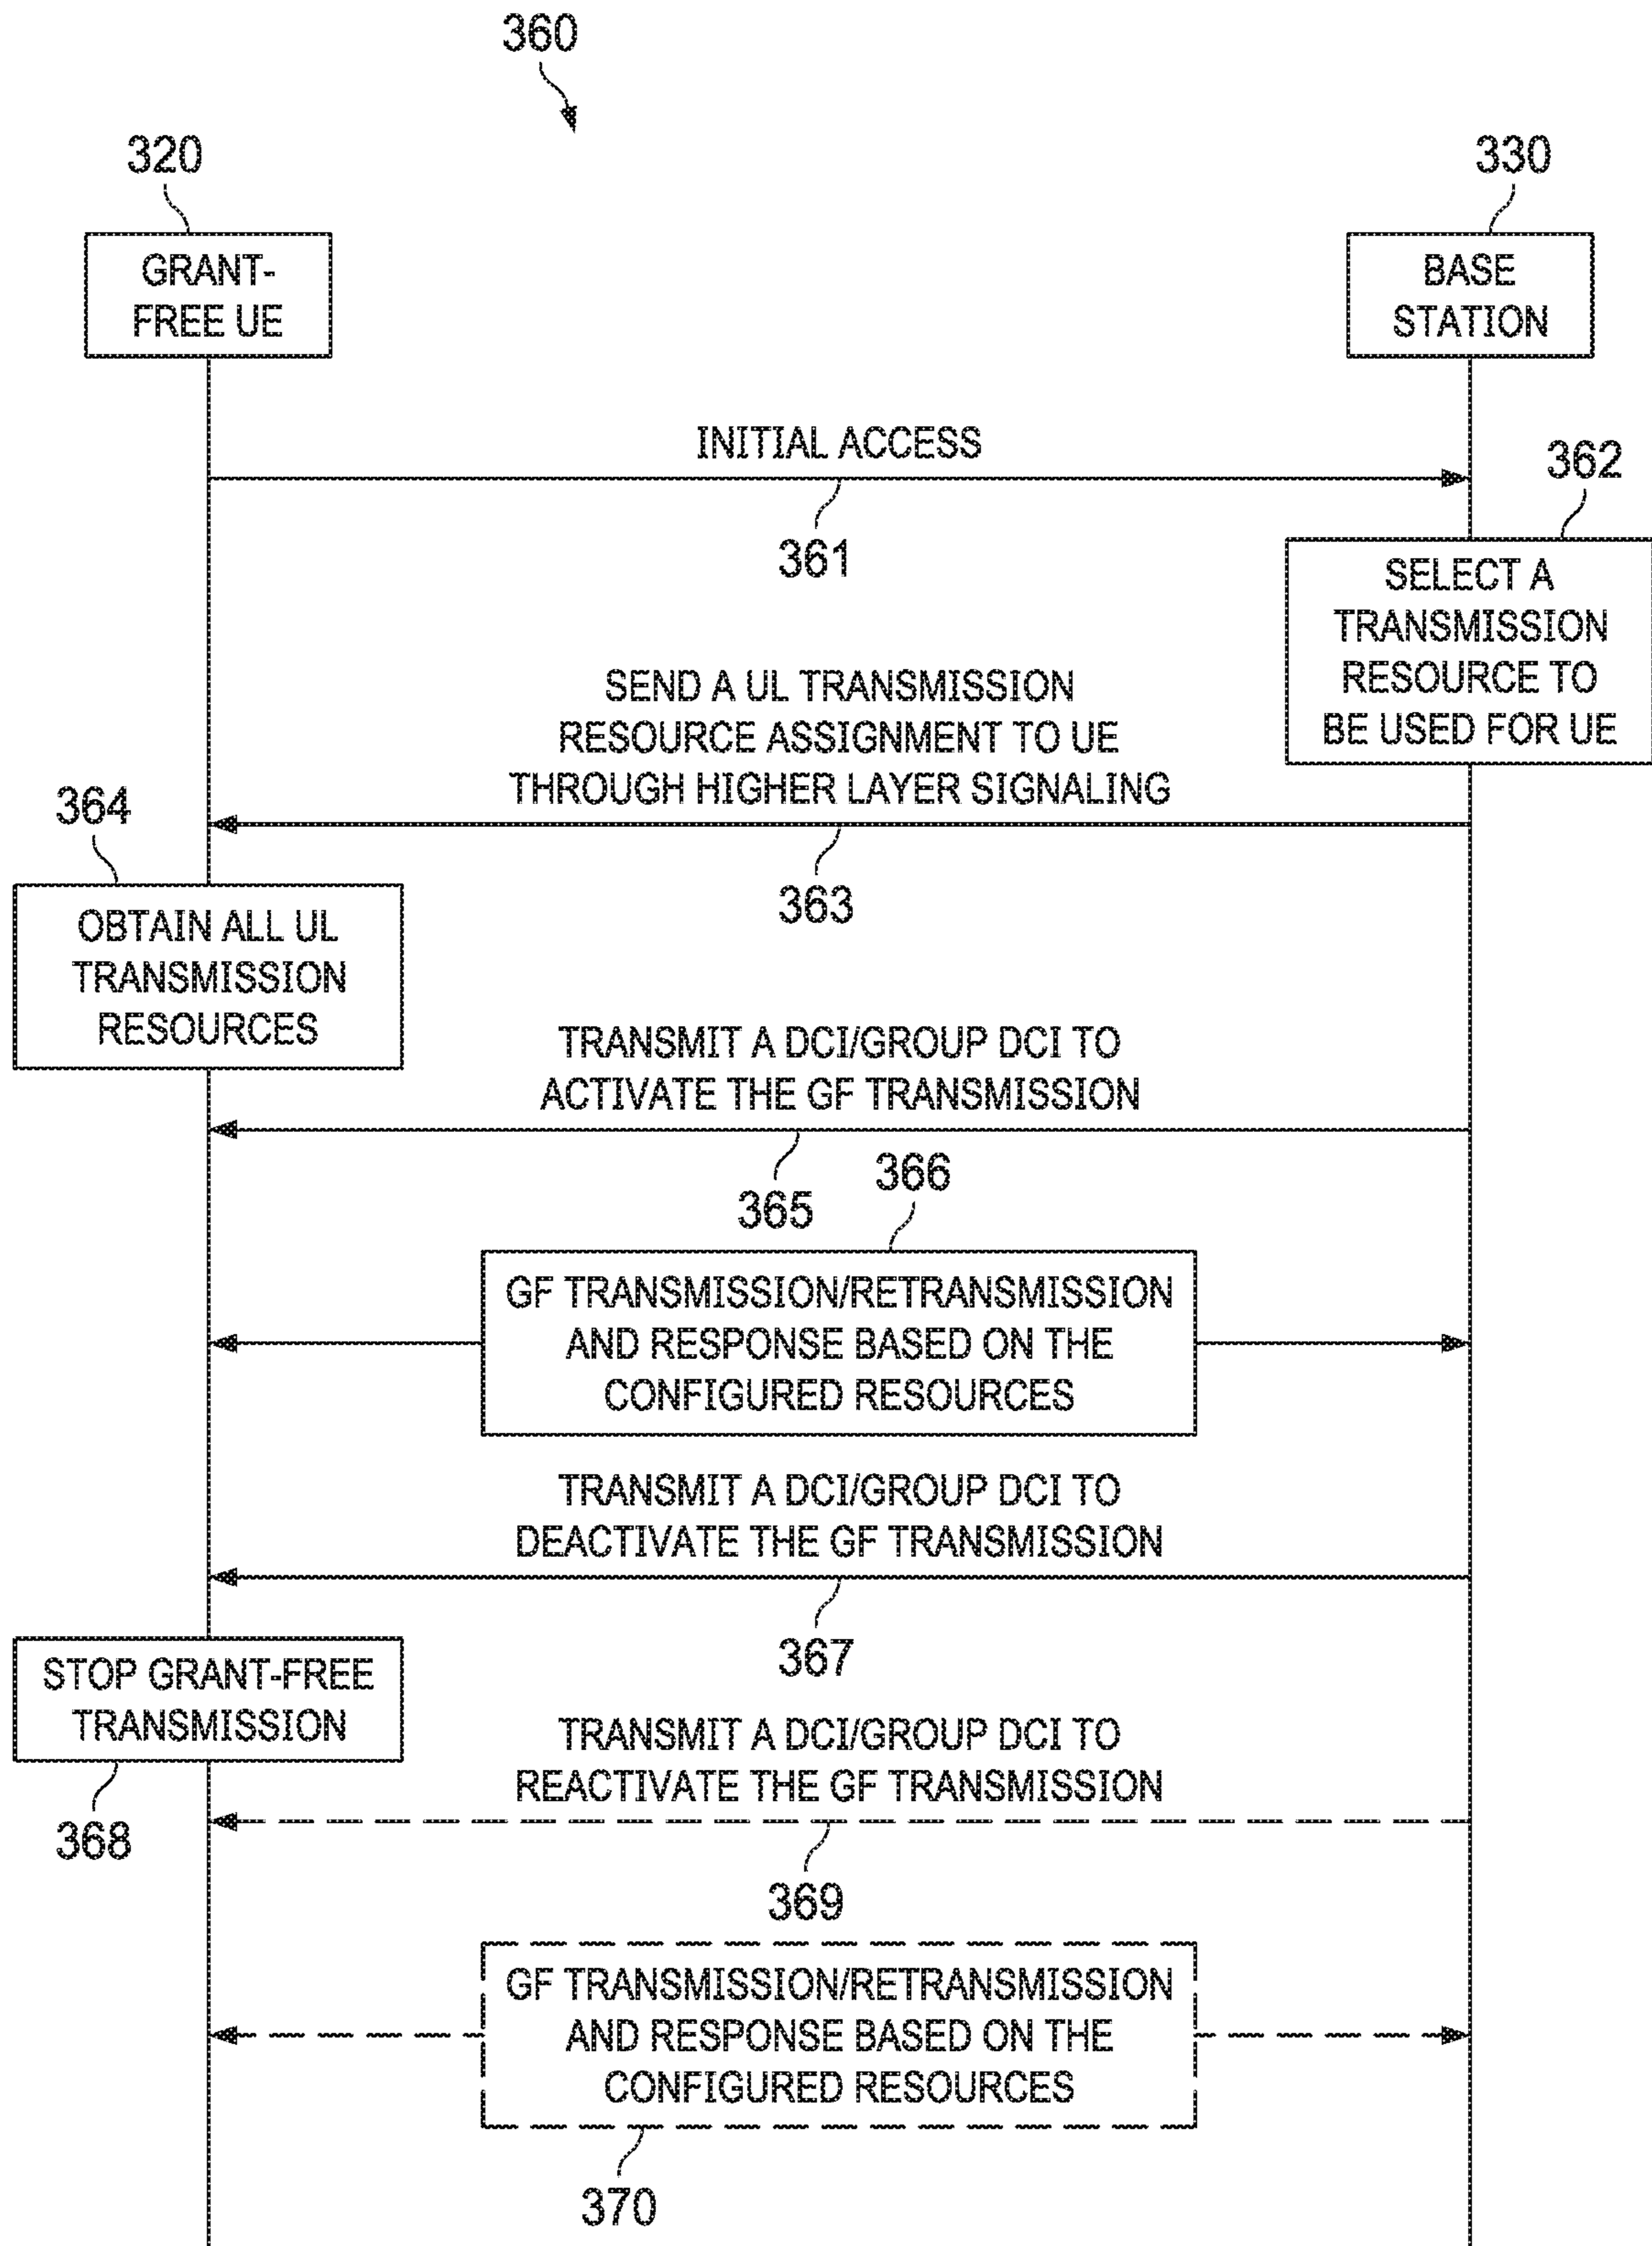 360
320
330
GRANT-
FREE UE
BASE
STATION
INITIAL ACCESS
361
362
SELECT A
TRANSMISSION
RESOURCE TO
BE USED FOR UE
SEND A UL TRANSMISSION
RESOURCE ASSIGNMENT TO UE
THROUGH HIGHER LAYER SIGNALING
363
364
OBTAIN ALL UL
TRANSMISSION
RESOURCES
TRANSMIT A DCI/GROUP DCI TO
ACTIVATE THE GF TRANSMISSION
365
366
GF TRANSMISSION/RETRANSMISSION
AND RESPONSE BASED ON THE
CONFIGURED RESOURCES
TRANSMIT A DCI/GROUP DCI TO
DEACTIVATE THE GF TRANSMISSION
367
STOP GRANT-FREE
TRANSMISSION
368
TRANSMIT A DCI/GROUP DCI TO
REACTIVATE THE GF TRANSMISSION
369
GF TRANSMISSION/RETRANSMISSION
AND RESPONSE BASED ON THE
CONFIGURED RESOURCES
370